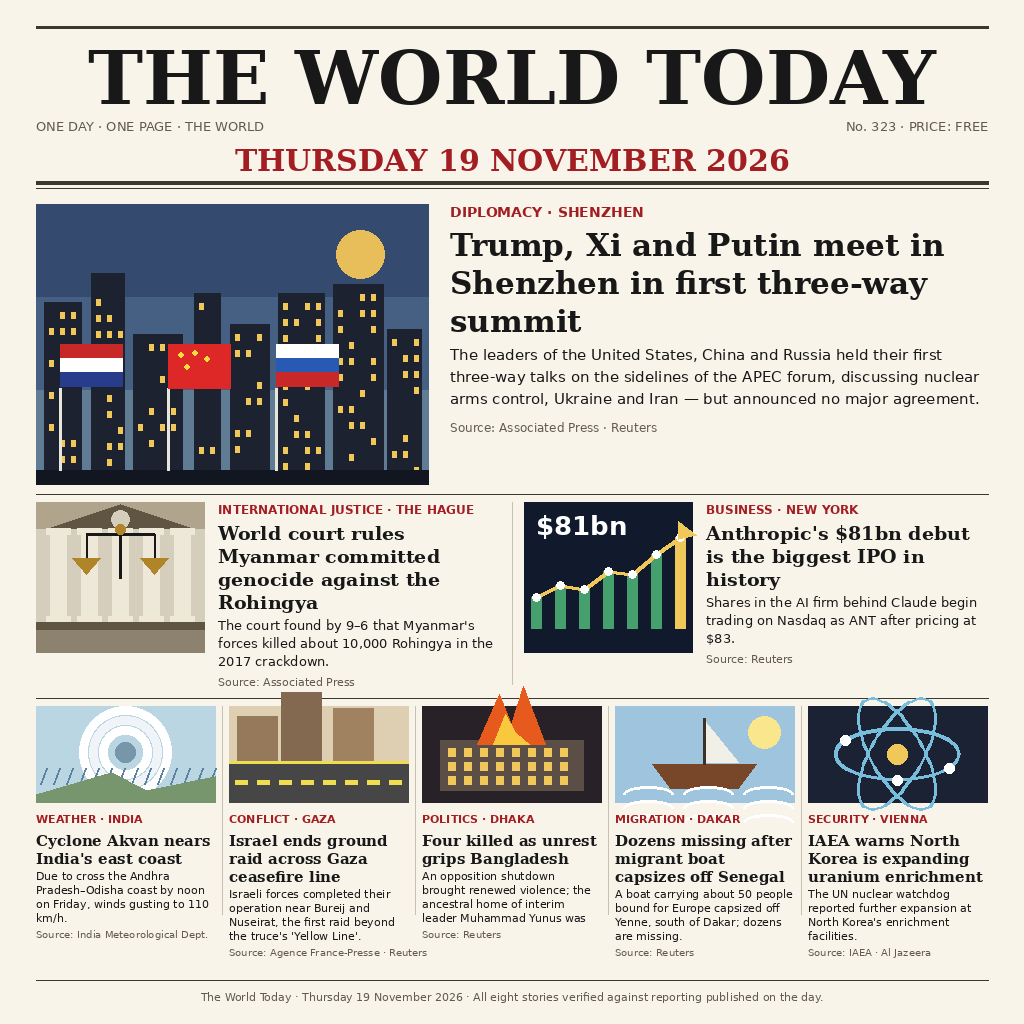 THE WORLD TODAY
ONE DAY · ONE PAGE · THE WORLD
No. 323 · PRICE: FREE
THURSDAY 19 NOVEMBER 2026
DIPLOMACY · SHENZHEN
Trump, Xi and Putin meet in
Shenzhen in first three-way
summit
The leaders of the United States, China and Russia held their first
three-way talks on the sidelines of the APEC forum, discussing nuclear
arms control, Ukraine and Iran — but announced no major agreement.
Source: Associated Press · Reuters
INTERNATIONAL JUSTICE · THE HAGUE
World court rules
Myanmar committed
genocide against the
Rohingya
The court found by 9–6 that Myanmar's
forces killed about 10,000 Rohingya in the
2017 crackdown.
Source: Associated Press
$81bn
BUSINESS · NEW YORK
Anthropic's $81bn debut
is the biggest IPO in
history
Shares in the AI firm behind Claude begin
trading on Nasdaq as ANT after pricing at
$83.
Source: Reuters
WEATHER · INDIA
Cyclone Akvan nears
India's east coast
Due to cross the Andhra
Pradesh–Odisha coast by noon
on Friday, winds gusting to 110
km/h.
Source: India Meteorological Dept.
CONFLICT · GAZA
Israel ends ground
raid across Gaza
ceasefire line
Israeli forces completed their
operation near Bureij and
Nuseirat, the first raid beyond
the truce's 'Yellow Line'.
Source: Agence France-Presse · Reuters
POLITICS · DHAKA
Four killed as unrest
grips Bangladesh
An opposition shutdown
brought renewed violence; the
ancestral home of interim
leader Muhammad Yunus was
Source: Reuters
MIGRATION · DAKAR
Dozens missing after
migrant boat
capsizes off Senegal
A boat carrying about 50 people
bound for Europe capsized off
Yenne, south of Dakar; dozens
are missing.
Source: Reuters
SECURITY · VIENNA
IAEA warns North
Korea is expanding
uranium enrichment
The UN nuclear watchdog
reported further expansion at
North Korea's enrichment
facilities.
Source: IAEA · Al Jazeera
The World Today · Thursday 19 November 2026 · All eight stories verified against reporting published on the day.